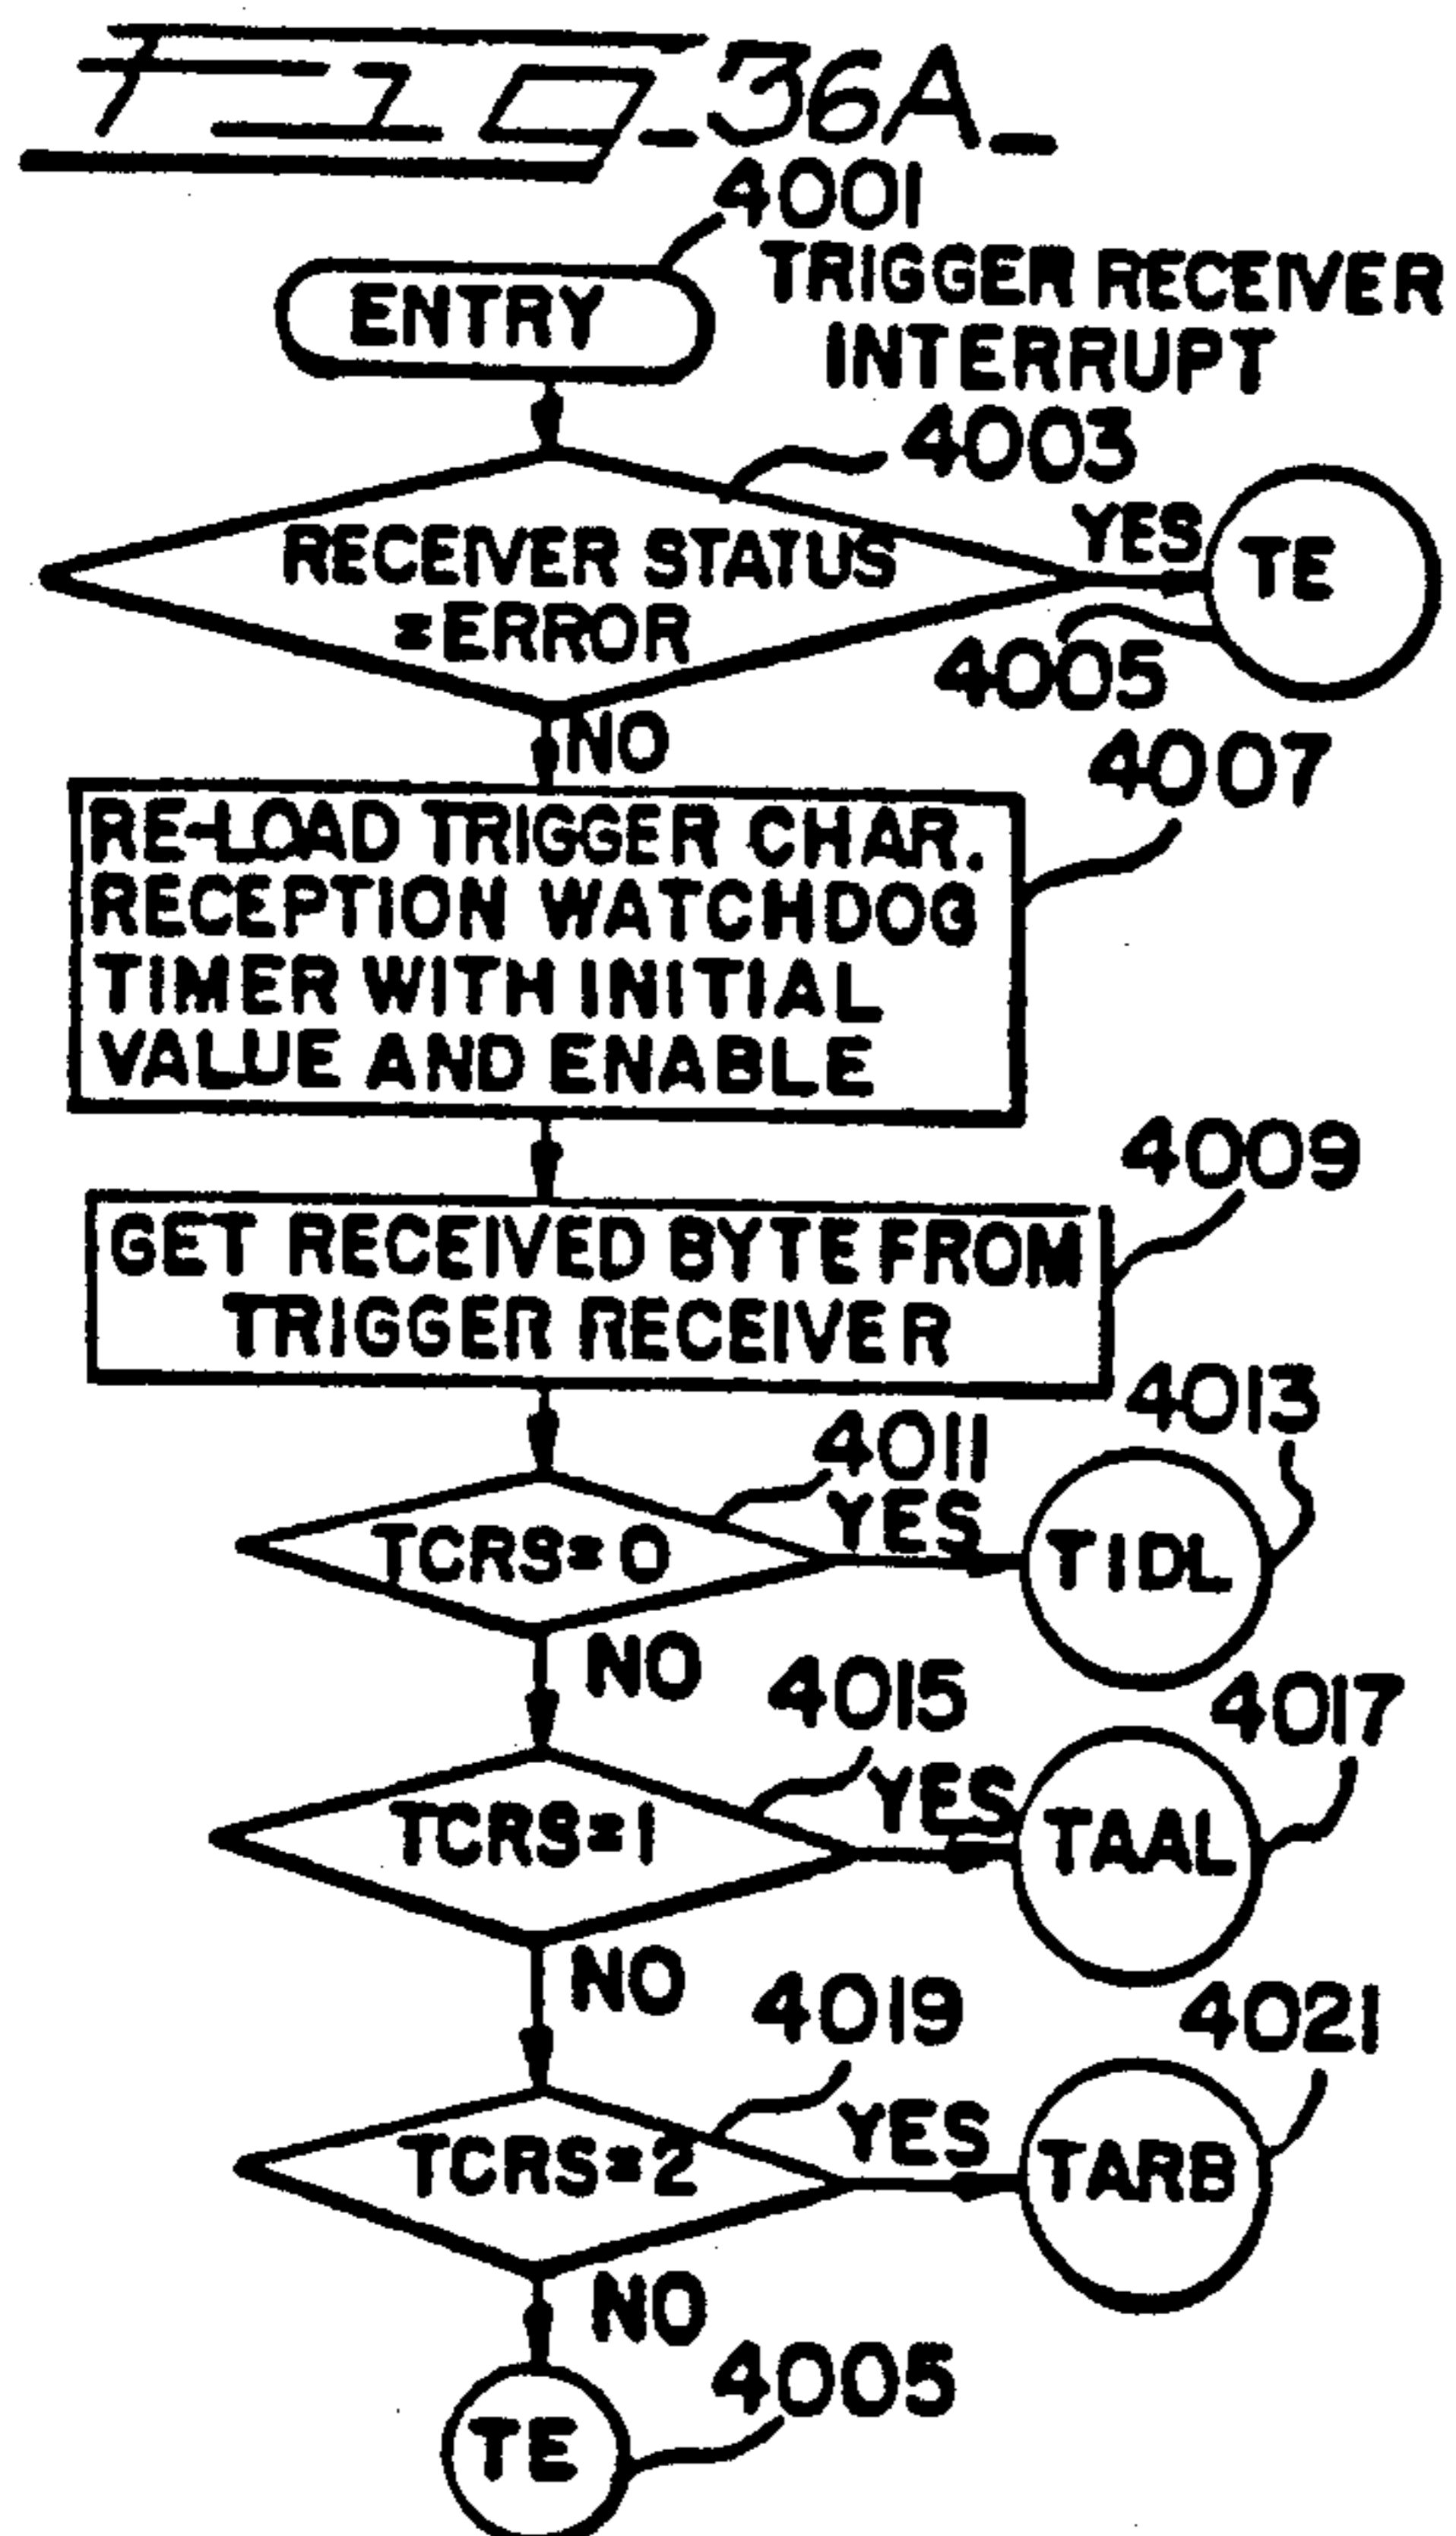 FIG-36A-
4001
TRIGGER RECEIVER
INTERRUPT
ENTRY
4003
RECEIVER STATUS
=ERROR
YES
TE
4005
NO
4007
RE-LOAD TRIGGER CHAR.
RECEPTION WATCHDOG
TIMER WITH INITIAL
VALUE AND ENABLE
4009
GET RECEIVED BYTE FROM
TRIGGER RECEIVER
4011
4013
TCRS=0
YES
TIDL
NO
4015
4017
TCRS=1
YES
TAAL
NO
4019
4021
TCRS=2
YES
TARB
NO
4005
TE